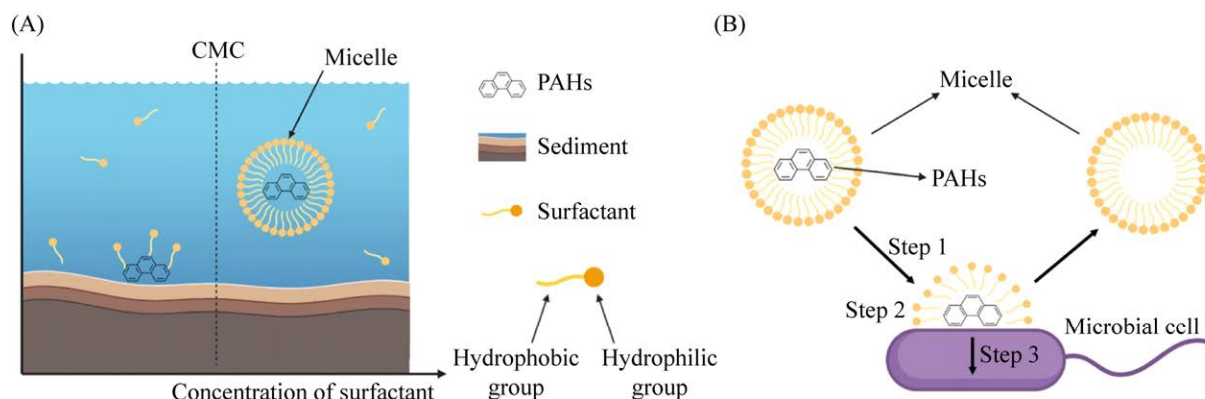 (A)
CMC
Micelle
PAHs
Sediment
Surfactant
Hydrophobic
group
Hydrophilic
group
Concentration of surfactant
(B)
Micelle
PAHs
Step 1
Step 2
Microbial cell
Step 3